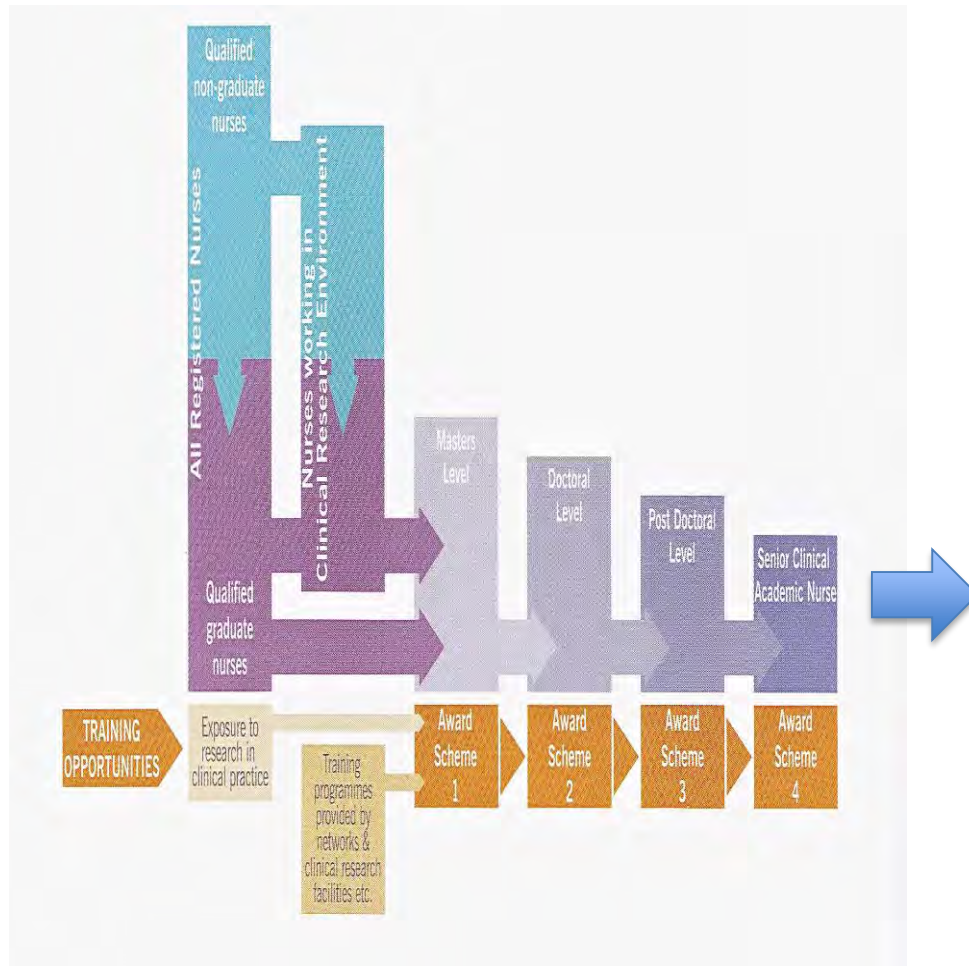 Qualified
non-graduate
nurses
All Registered Nurses
Nurses Working in
Clinical Research Environment
Qualified
graduate
nurses
Masters
Level
Doctoral
Level
Post Doctoral
Level
Senior Clinical
Academic Nurse
TRAINING
OPPORTUNITIES
Exposure to
research in
clinical practice
Training
programmes
provided by
networks &
clinical research
facilities etc.
Award
Scheme
1
Award
Scheme
2
Award
Scheme
3
Award
Scheme
4